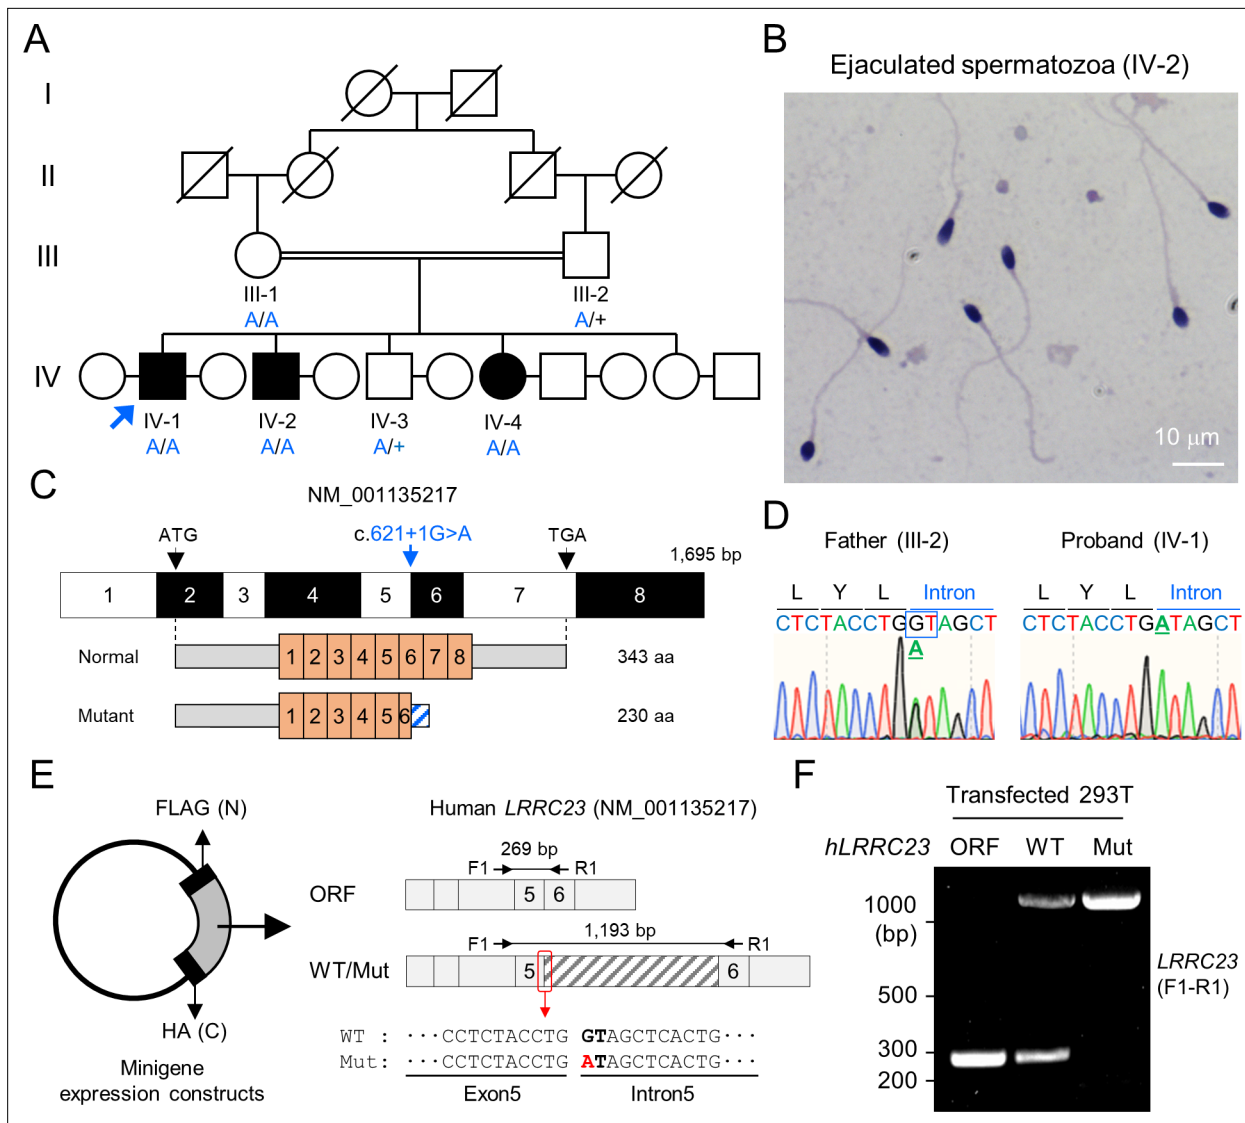 A
I
II
III
III-1
III-2
A/A
A/+
IV
IV-1
IV-2
IV-3
IV-4
A/A
A/A
A/+
A/A
B
Ejaculated spermatozoa (IV-2)
10 μm
C
NM_001135217
ATG
c.621+1G>A
TGA
1,695 bp
1 2 3 4 5 6 7 8
Normal
1 2 3 4 5 6 7 8
343 aa
Mutant
1 2 3 4 5 6
230 aa
D
Father (III-2)
L Y L Intron
CTCTACCTGGTAGCT
A
Proband (IV-1)
L Y L Intron
CTCTACCTGATAGCT
E
FLAG (N)
HA (C)
Minigene
expression constructs
Human LRRC23 (NM_001135217)
269 bp
F1 R1
ORF
5 6
1,193 bp
F1 R1
WT/Mut
5 6
WT : ···CCTCTACCTG GTAGCTCACTG···
Mut: ···CCTCTACCTG ATAGCTCACTG···
Exon5 Intron5
F
Transfected 293T
hLRRC23 ORF WT Mut
1000
(bp)
500
300
200
LRRC23
(F1-R1)